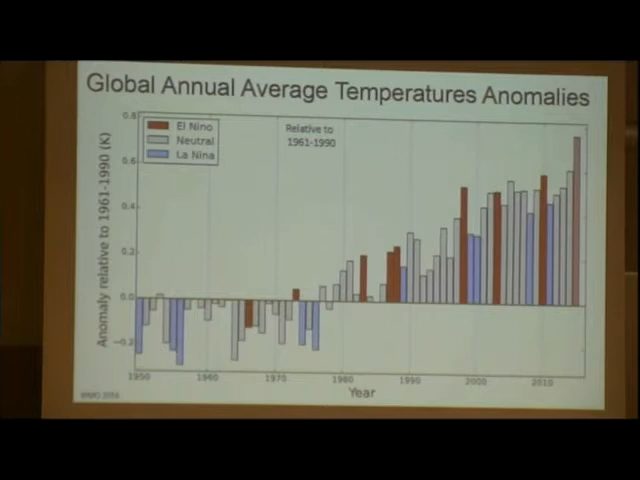 Global Annual Average Temperatures Anomalies
0.8
0.6
0.4
0.2
0.0
−0.2
Anomaly relative to 1961-1990 (K)
El Nino
Neutral
La Nina
Relative to
1961-1990
1950 1960 1970 1980 1990 2000 2010
Year